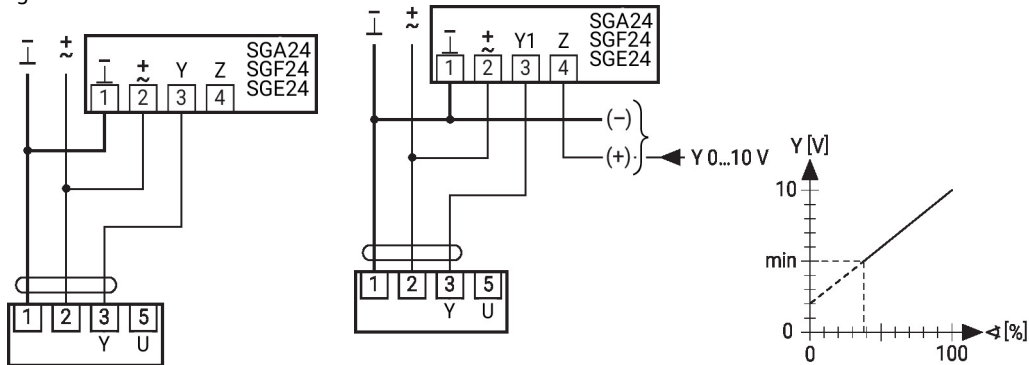 ⊥ ~
SGA24
SGF24
SGE24
⊥ ~ Y Z
1 2 3 4
1 2 3 5
Y U
⊥ ~
SGA24
SGF24
SGE24
⊥ ~ Y1 Z
1 2 3 4
(–)
(+) Y 0...10 V
1 2 3 5
Y U
Y [V]
10
min
0
0 100
∢ [%]